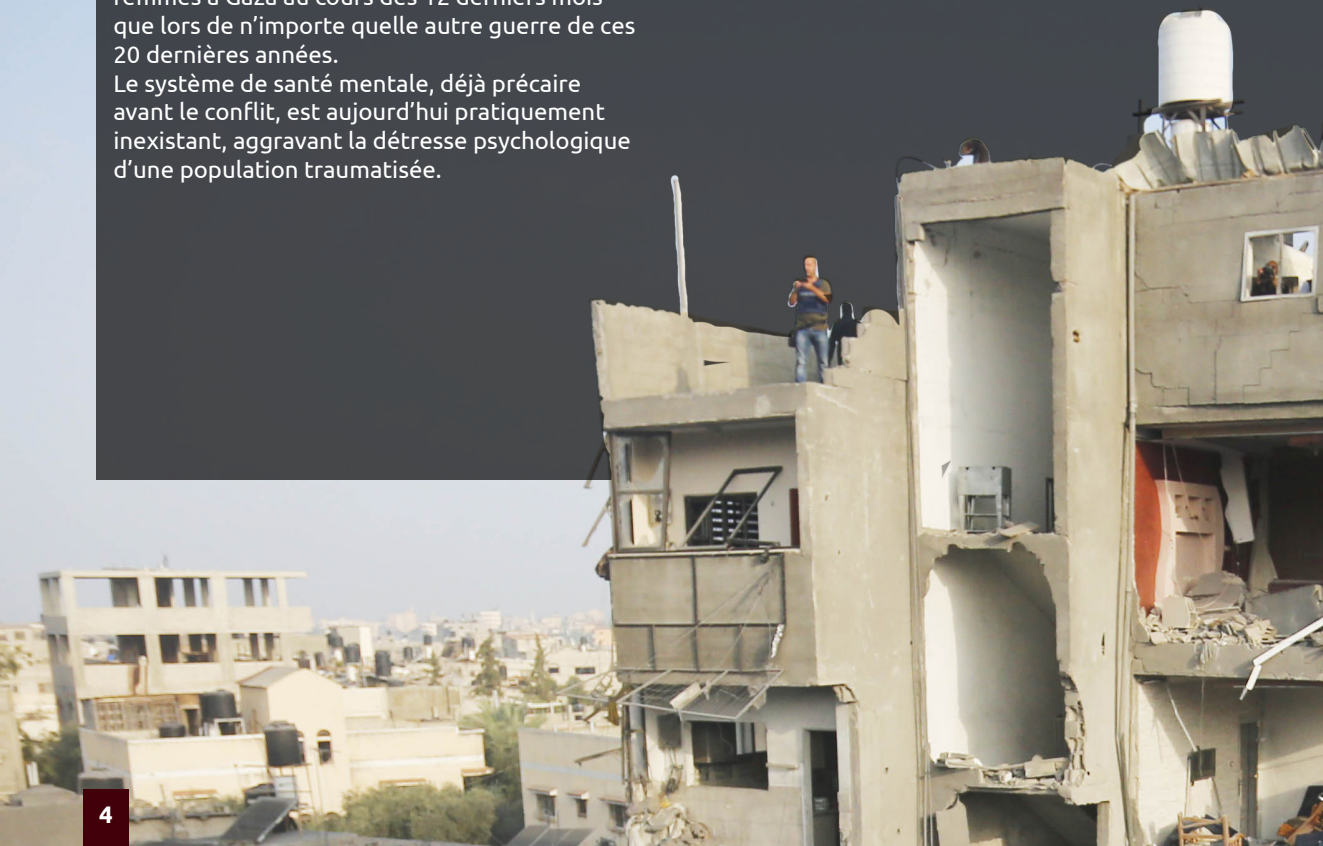 femmes à Gaza au cours des 12 derniers mois
que lors de n’importe quelle autre guerre de ces
20 dernières années.
Le système de santé mentale, déjà précaire
avant le conflit, est aujourd’hui pratiquement
inexistant, aggravant la détresse psychologique
d’une population traumatisée.
4